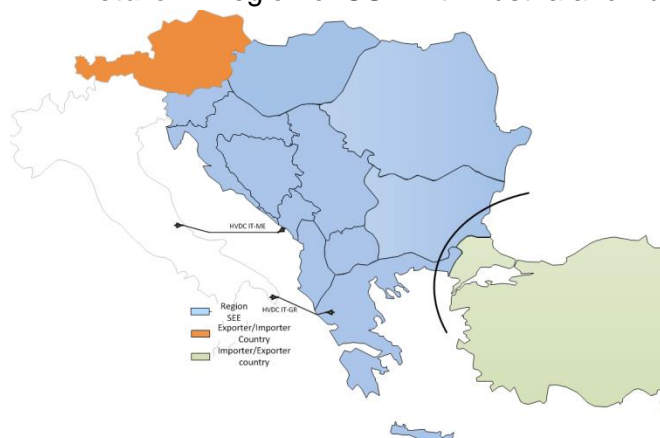 HVDC IT-ME
HVDC IT-GR
Region
SEE
Exporter/Importer
Country
Importer/Exporter
country